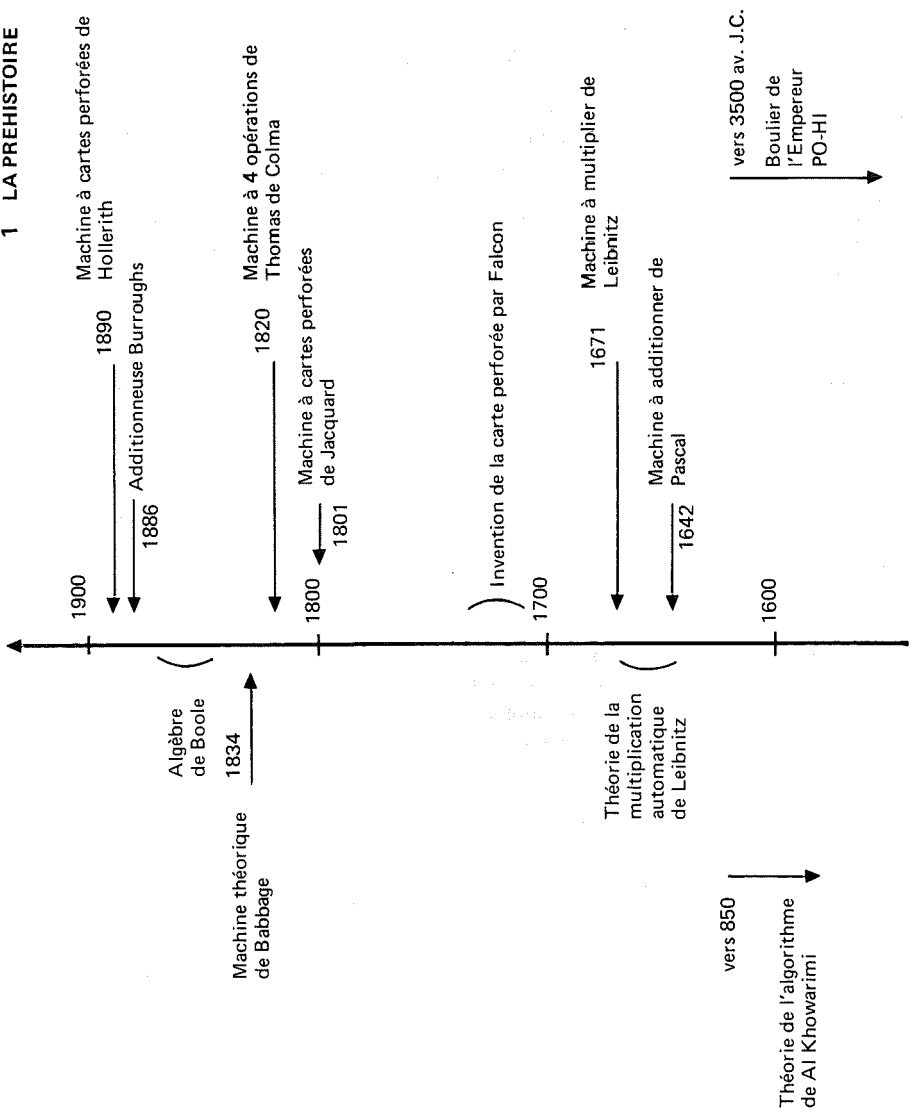 1 LA PREHISTOIRE
1900
1890
Machine à cartes perforées de
Hollerith
1886
Additionneuse Burroughs
Algèbre
de Boole
1834
Machine théorique
de Babbage
1820
Machine à 4 opérations de
Thomas de Colma
1800
1801
Machine à cartes perforées
de Jacquard
Invention de la carte perforée par Falcon
1700
1671
Machine à multiplier de
Leibnitz
Théorie de la
multiplication
automatique
de Leibnitz
1642
Machine à additionner de
Pascal
1600
vers 850
Théorie de l'algorithme
de Al Khowarimi
vers 3500 av. J.C.
Boulier de
l'Empereur
PO-HI